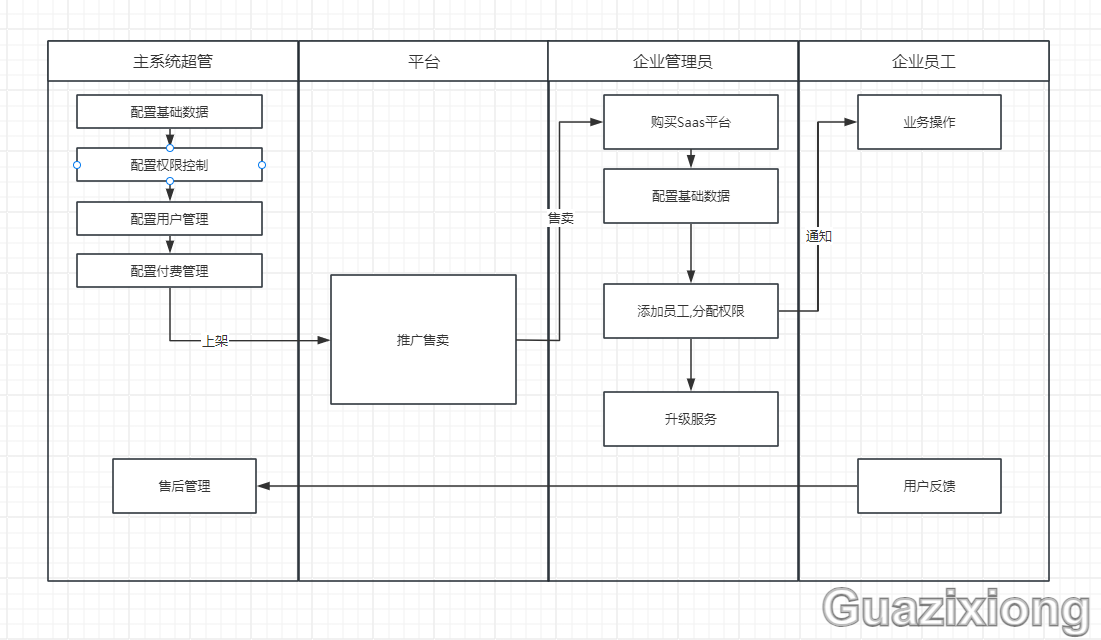 主系统超管
平台
企业管理员
企业员工
配置基础数据
配置权限控制
配置用户管理
配置付费管理
上架
推广售卖
售卖
购买Saas平台
配置基础数据
添加员工,分配权限
升级服务
通知
业务操作
售后管理
用户反馈
Guazixiong